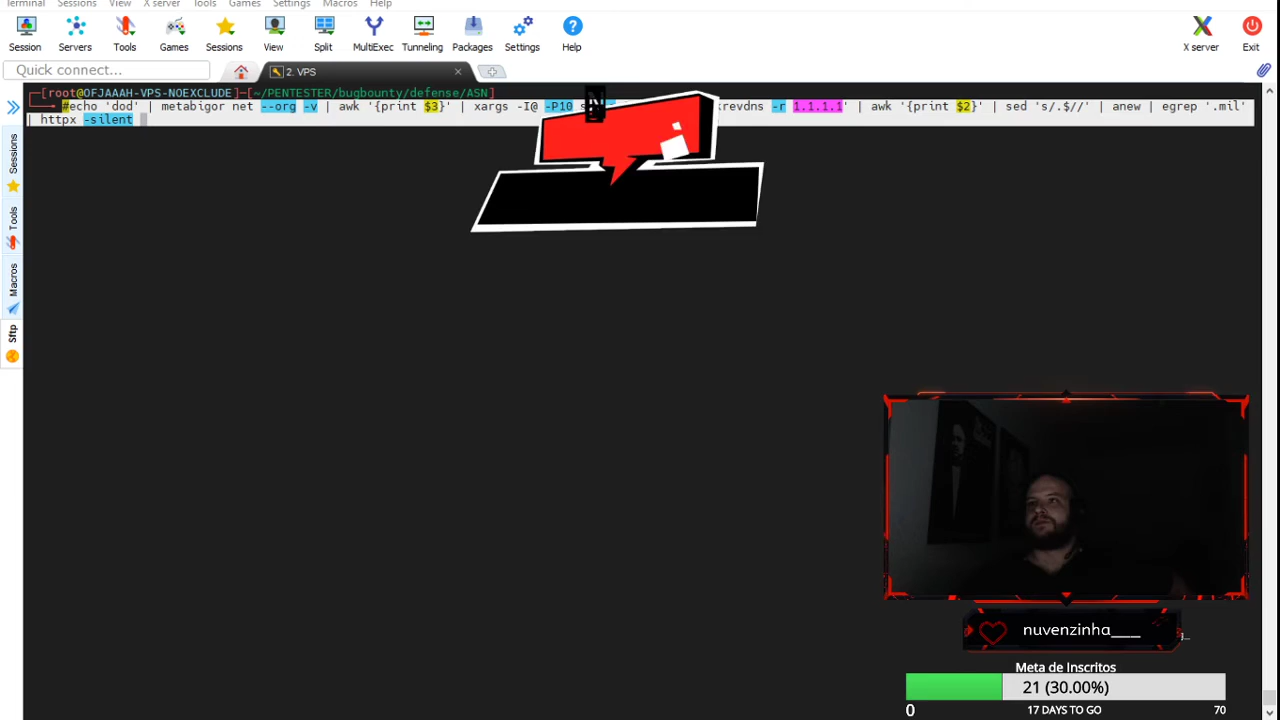 Terminal Sessions View X server Tools Games Settings Macros Help
Session Servers Tools Games Sessions View Split MultiExec Tunneling Packages Settings Help X server Exit
Quick connect...
2. VPS
[root@OFJAAAH-VPS-NOEXCLUDE]-[~/PENTESTER/bugbounty/defense/ASN]
#echo 'dod' | metabigor net --org -v | awk '{print $3}' | xargs -I@ -P10 krevdns -r 1.1.1.1' | awk '{print $2}' | sed 's/.$//' | anew | egrep '.mil'
| httpx -silent
Sessions
Tools
Macros
Sftp
nuvenzinha___
Meta de Inscritos
21 (30.00%)
0 17 DAYS TO GO 70